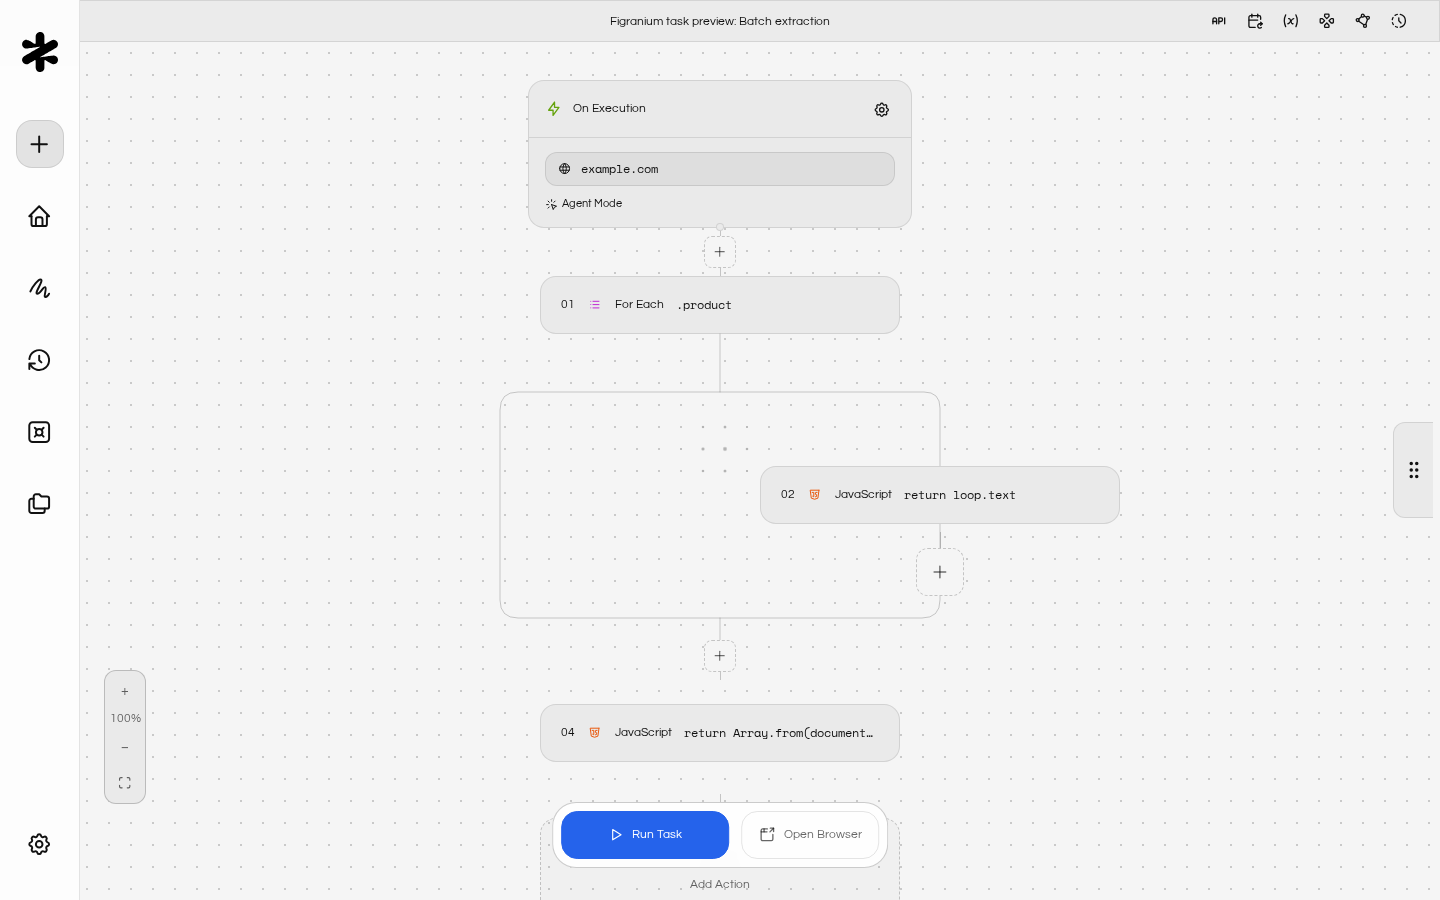 Figranium task preview: Batch extraction
API
On Execution
example.com
Agent Mode
01 For Each .product
02 JavaScript return loop.text
04 JavaScript return Array.from(document…
100%
Run Task
Open Browser
Add Action